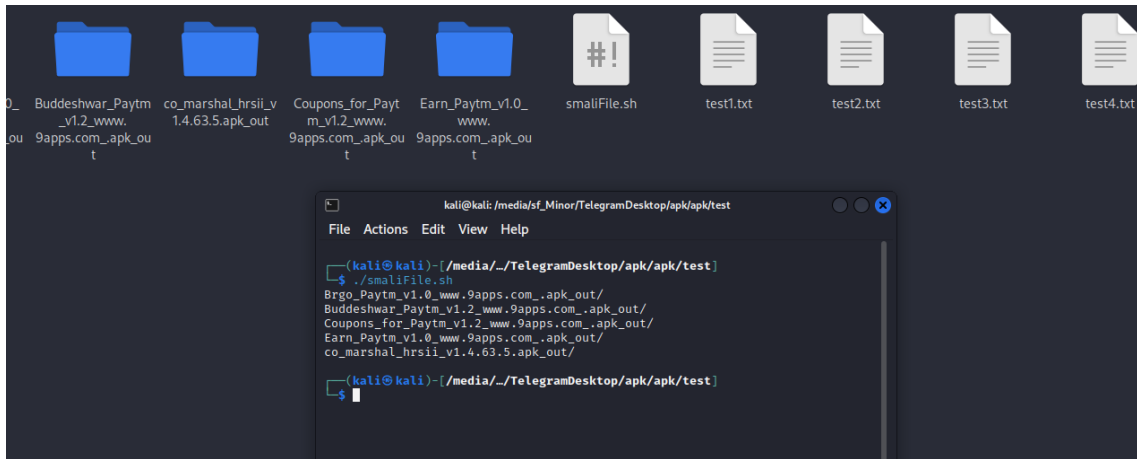 0_
_ou
Buddeshwar_Paytm
_v1.2_www.
9apps.com_.apk_ou
t
co_marshal_hrsii_v
1.4.63.5.apk_out
Coupons_for_Payt
m_v1.2_www.
9apps.com_.apk_ou
t
Earn_Paytm_v1.0_
www.
9apps.com_.apk_ou
t
#!
smaliFile.sh
test1.txt
test2.txt
test3.txt
test4.txt
kali@kali: /media/sf_Minor/TelegramDesktop/apk/apk/test
File Actions Edit View Help
┌──(kali㉿kali)-[/media/…/TelegramDesktop/apk/apk/test]
└─$ ./smaliFile.sh
Brgo_Paytm_v1.0_www.9apps.com_.apk_out/
Buddeshwar_Paytm_v1.2_www.9apps.com_.apk_out/
Coupons_for_Paytm_v1.2_www.9apps.com_.apk_out/
Earn_Paytm_v1.0_www.9apps.com_.apk_out/
co_marshal_hrsii_v1.4.63.5.apk_out/
┌──(kali㉿kali)-[/media/…/TelegramDesktop/apk/apk/test]
└─$